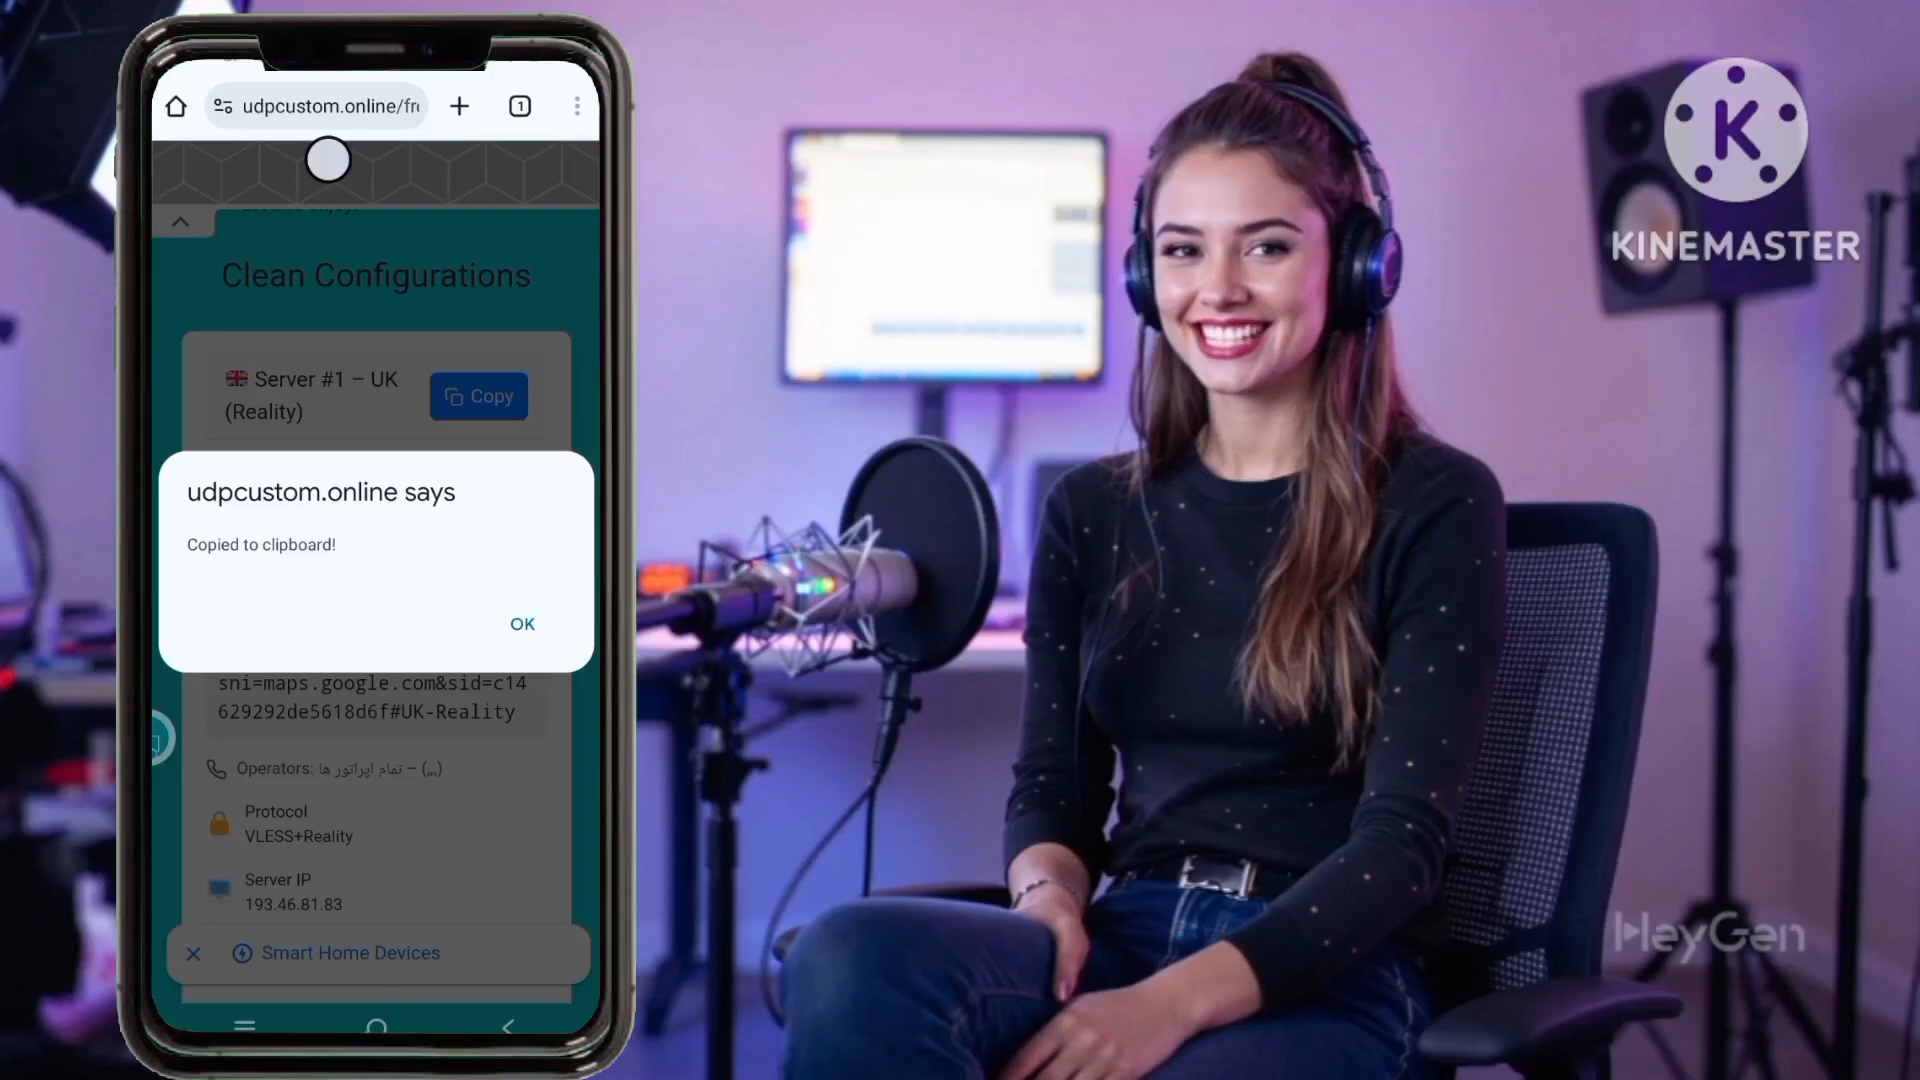 udpcustom.online/fre
1
Clean Configurations
Server #1 – UK
(Reality)
Copy
udpcustom.online says
Copied to clipboard!
OK
sni=maps.google.com&sid=c14
629292de5618d6f#UK-Reality
Operators: تمام اپراتور ها – (,,,)
Protocol
VLESS+Reality
Server IP
193.46.81.83
Smart Home Devices
K
KINEMASTER
HeyGen